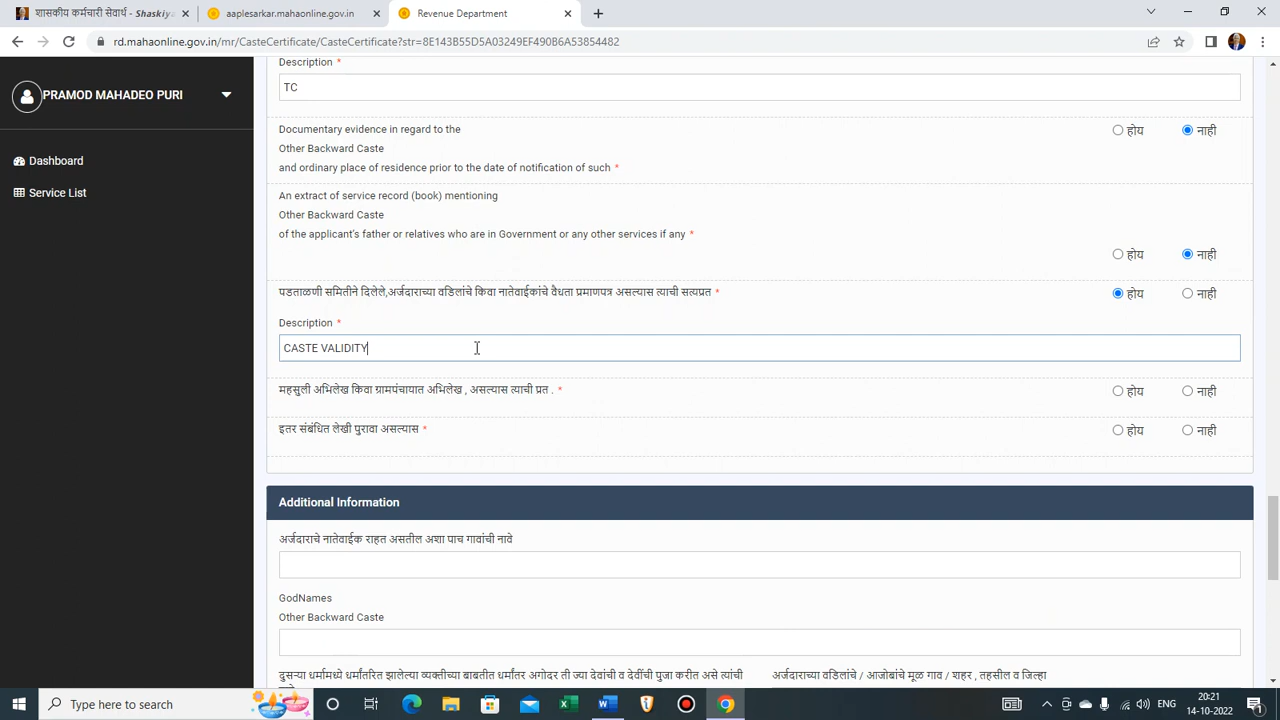 शासकीय कर्मचारी सेवार्थ - Shaskiy
aaplesarkar.mahaonline.gov.in
Revenue Department
rd.mahaonline.gov.in/mr/CasteCertificate/CasteCertificate?str=8E143B55D5A03249EF490B6A53854482
PRAMOD MAHADEO PURI
Dashboard
Service List
Description *
TC
Documentary evidence in regard to the
Other Backward Caste
and ordinary place of residence prior to the date of notification of such *
होय नाही
An extract of service record (book) mentioning
Other Backward Caste
of the applicant's father or relatives who are in Government or any other services if any *
होय नाही
पडताळणी समितीने दिलेले,अर्जदाराच्या वडिलांचे किंवा नातेवाईकांचे वैधता प्रमाणपत्र असल्यास त्याची सत्यप्रत *
होय नाही
Description *
CASTE VALIDITY
महसुली अभिलेख किंवा ग्रामपंचायात अभिलेख , असल्यास त्याची प्रत . *
होय नाही
इतर संबंधित लेखी पुरावा असल्यास *
होय नाही
Additional Information
अर्जदाराचे नातेवाईक राहत असतील अशा पाच गावांची नावे
GodNames
Other Backward Caste
दुसऱ्या धर्मामध्ये धर्मांतरित झालेल्या व्यक्तीच्या बाबतीत धर्मांतर अगोदर ती ज्या देवांची व देवींची पुजा करीत असे त्यांची
अर्जदाराच्या वडिलांचे / आजोबांचे मूळ गाव / शहर , तहसील व जिल्हा
Type here to search
ENG
20:21
14-10-2022
1